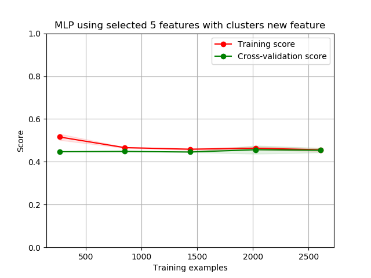 MLP using selected 5 features with clusters new feature
Training score
Cross-validation score
1.0
0.8
0.6
0.4
0.2
0.0
Score
500
1000
1500
2000
2500
Training examples